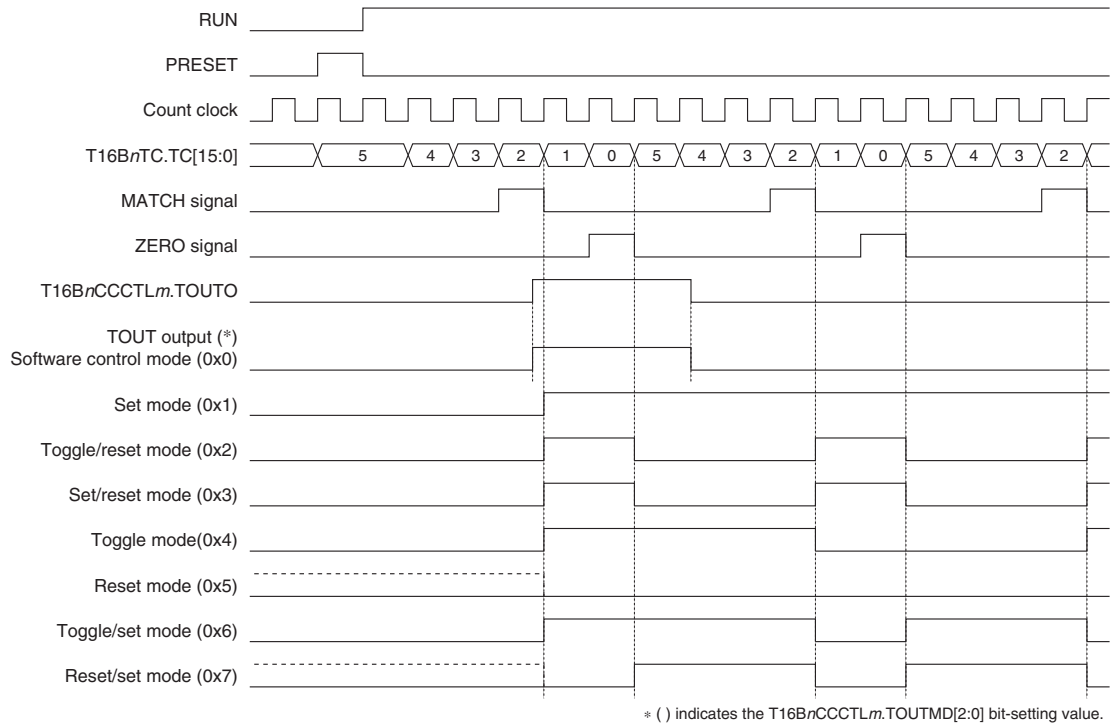 RUN
PRESET
Count clock
T16BnTC.TC[15:0] 5 4 3 2 1 0 5 4 3 2 1 0 5 4 3 2
MATCH signal
ZERO signal
T16BnCCCTLm.TOUTO
TOUT output (*)
Software control mode (0x0)
Set mode (0x1)
Toggle/reset mode (0x2)
Set/reset mode (0x3)
Toggle mode(0x4)
Reset mode (0x5)
Toggle/set mode (0x6)
Reset/set mode (0x7)
* ( ) indicates the T16BnCCCTLm.TOUTMD[2:0] bit-setting value.